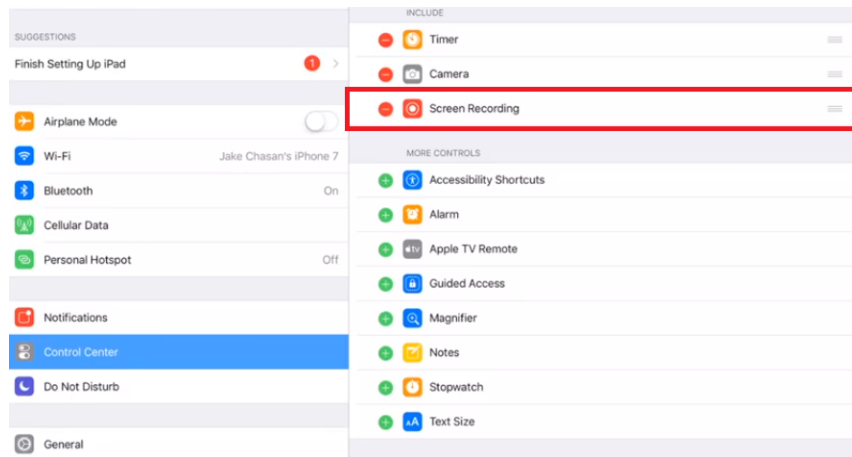 SUGGESTIONS
Finish Setting Up iPad 1
Airplane Mode
Wi-Fi Jake Chasan's iPhone 7
Bluetooth On
Cellular Data
Personal Hotspot Off
Notifications
Control Center
Do Not Disturb
General
INCLUDE
Timer
Camera
Screen Recording
MORE CONTROLS
Accessibility Shortcuts
Alarm
tv Apple TV Remote
Guided Access
Magnifier
Notes
Stopwatch
AA Text Size